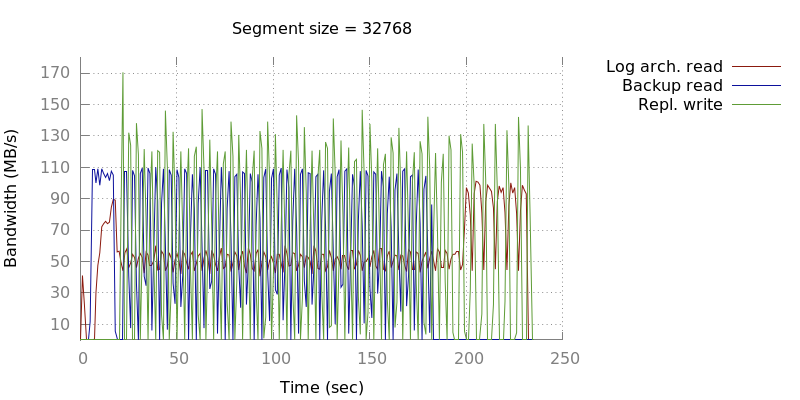 Segment size = 32768
Log arch. read
Backup read
Repl. write
Bandwidth (MB/s)
170
150
130
110
90
70
50
30
10
0 50 100 150 200 250
Time (sec)